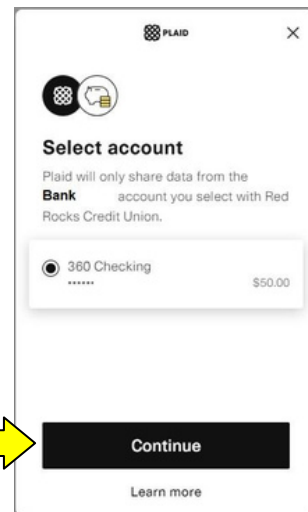 PLAID
Select account
Plaid will only share data from the
Bank account you select with Red
Rocks Credit Union.
360 Checking
••••••
$50.00
Continue
Learn more